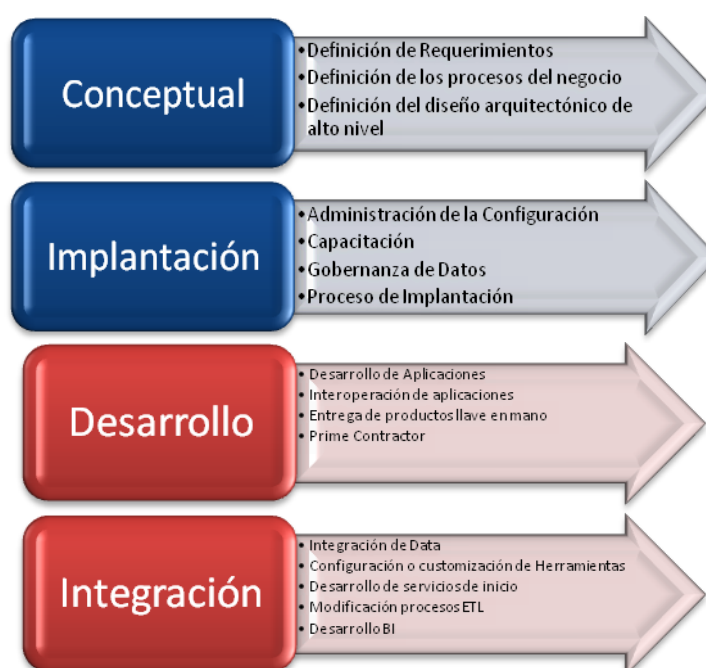 Conceptual
• Definición de Requerimientos
• Definición de los procesos del negocio
• Definición del diseño arquitectónico de
alto nivel
Implantación
• Administración de la Configuración
• Capacitación
• Gobernanza de Datos
• Proceso de Implantación
Desarrollo
• Desarrollo de Aplicaciones
• Interoperación de aplicaciones
• Entrega de productos llave en mano
• Prime Contractor
Integración
• Integración de Data
• Configuración o customización de Herramientas
• Desarrollo de servicios de inicio
• Modificación procesos ETL
• Desarrollo BI